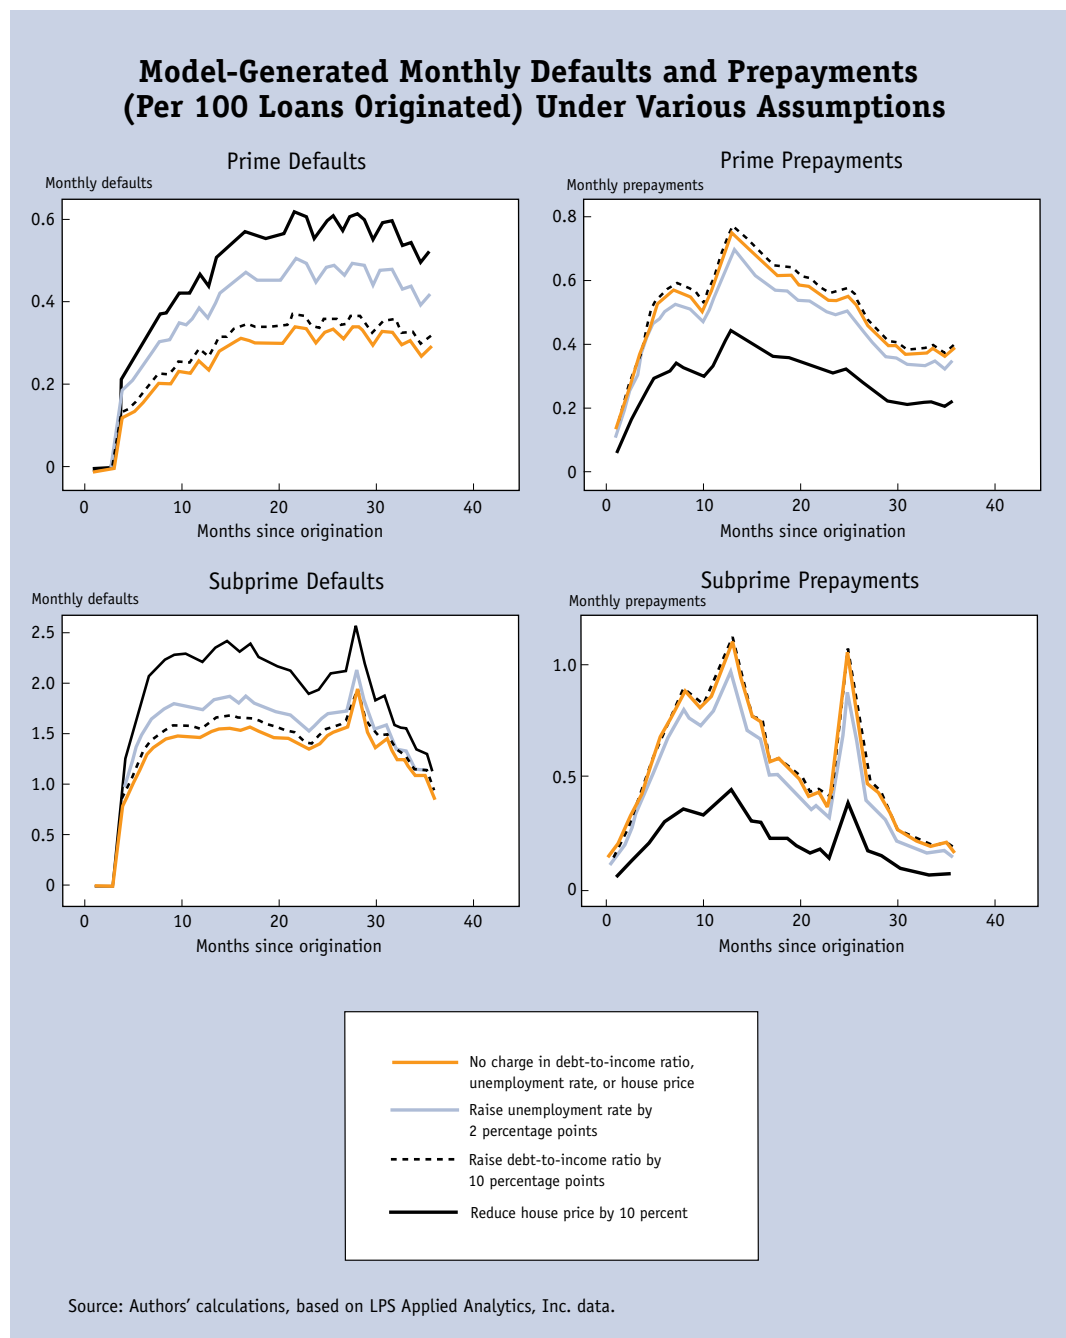 Model-Generated Monthly Defaults and Prepayments
(Per 100 Loans Originated) Under Various Assumptions
Prime Defaults
Monthly defaults
0.6
0.4
0.2
0
0 10 20 30 40
Months since origination
Prime Prepayments
Monthly prepayments
0.8
0.6
0.4
0.2
0
0 10 20 30 40
Months since origination
Subprime Defaults
Monthly defaults
2.5
2.0
1.5
1.0
0.5
0
0 10 20 30 40
Months since origination
Subprime Prepayments
Monthly prepayments
1.0
0.5
0
0 10 20 30 40
Months since origination
No charge in debt-to-income ratio,
unemployment rate, or house price
Raise unemployment rate by
2 percentage points
Raise debt-to-income ratio by
10 percentage points
Reduce house price by 10 percent
Source: Authors’ calculations, based on LPS Applied Analytics, Inc. data.